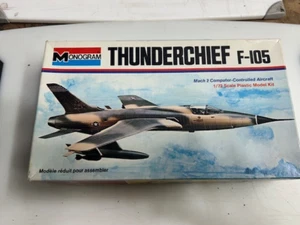 MONOGRAM
THUNDERCHIEF F-105
Mach 2 Computer-Controlled Aircraft
1/72 Scale Plastic Model Kit
Modèle réduit pour assembler